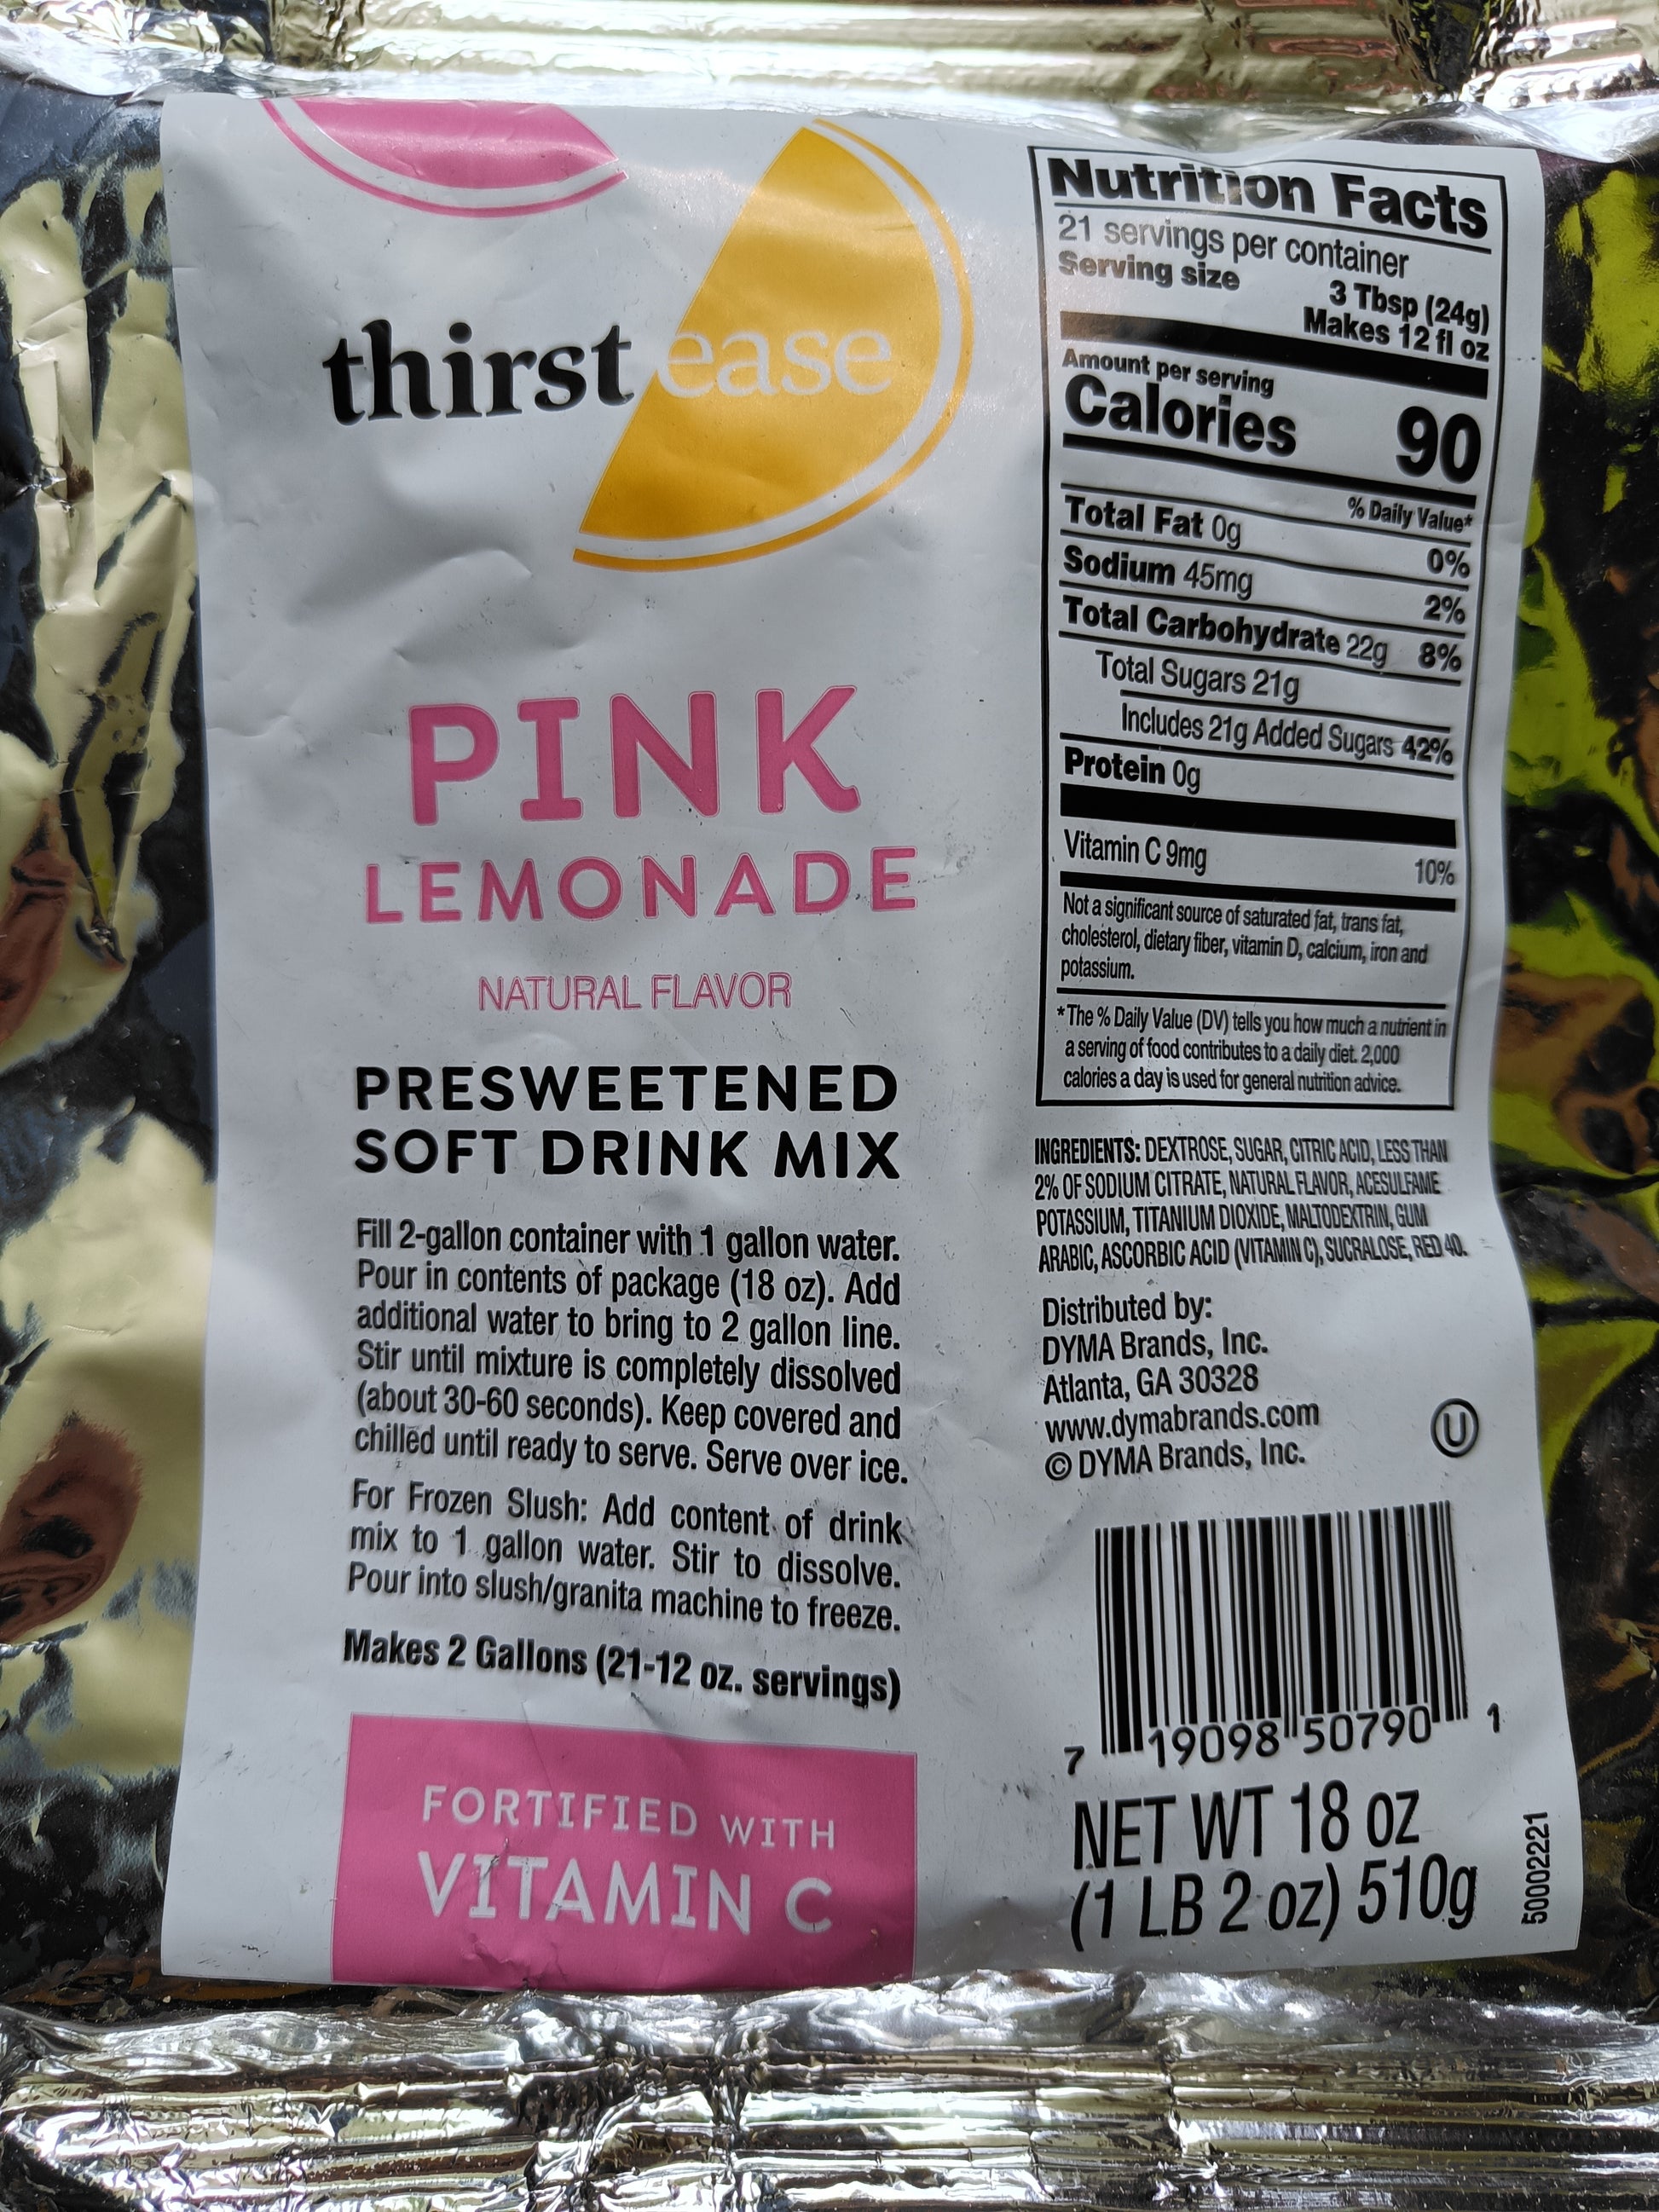 thirst ease
PINK
LEMONADE
NATURAL FLAVOR
PRESWEETENED
SOFT DRINK MIX
Fill 2-gallon container with 1 gallon water.
Pour in contents of package (18 oz). Add
additional water to bring to 2 gallon line.
Stir until mixture is completely dissolved
(about 30-60 seconds). Keep covered and
chilled until ready to serve. Serve over ice.
For Frozen Slush: Add content of drink
mix to 1 gallon water. Stir to dissolve.
Pour into slush/granita machine to freeze.
Makes 2 Gallons (21-12 oz. servings)
FORTIFIED WITH
VITAMIN C
Nutrition Facts
21 servings per container
Serving size 3 Tbsp (24g)
Makes 12 fl oz
Amount per serving
Calories 90
% Daily Value*
Total Fat 0g 0%
Sodium 45mg 2%
Total Carbohydrate 22g 8%
Total Sugars 21g
Includes 21g Added Sugars 42%
Protein 0g
Vitamin C 9mg 10%
Not a significant source of saturated fat, trans fat,
cholesterol, dietary fiber, vitamin D, calcium, iron and
potassium.
*The % Daily Value (DV) tells you how much a nutrient in
a serving of food contributes to a daily diet. 2,000
calories a day is used for general nutrition advice.
INGREDIENTS: DEXTROSE, SUGAR, CITRIC ACID, LESS THAN
2% OF SODIUM CITRATE, NATURAL FLAVOR, ACESULFAME
POTASSIUM, TITANIUM DIOXIDE, MALTODEXTRIN, GUM
ARABIC, ASCORBIC ACID (VITAMIN C), SUCRALOSE, RED 40.
Distributed by:
DYMA Brands, Inc.
Atlanta, GA 30328
www.dymabrands.com
© DYMA Brands, Inc.
U
7 19098 50790 1
NET WT 18 oz
(1 LB 2 oz) 510g
50002221